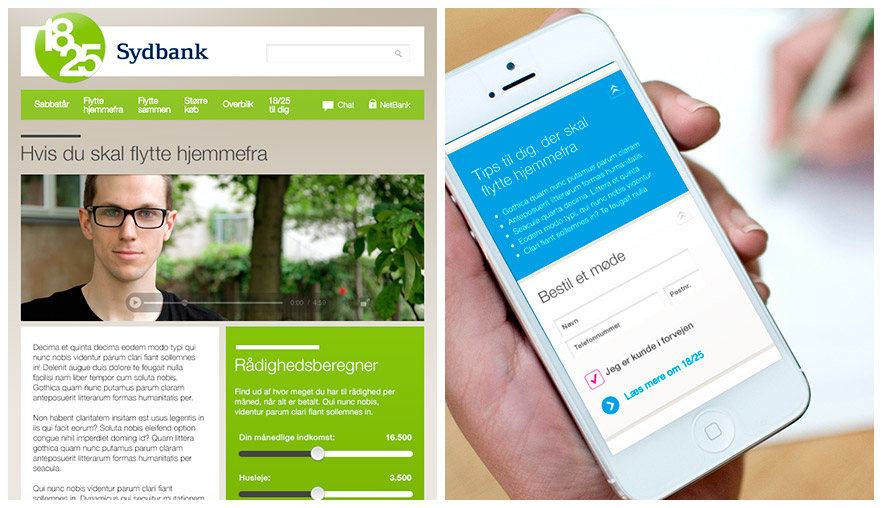 18
25
Sydbank
Sabbatår
Flytte
hjemmefra
Flytte
sammen
Større
køb
Overblik
18/25
til dig
Chat
NetBank
Hvis du skal flytte hjemmefra
0:00 / 4:59
Decima et quinta decima eodem modo typi qui
nunc nobis videntur parum clari fiant sollemnes
in! Delenit augue duis dolore te feugait nulla
facilisi nam liber tempor cum soluta nobis.
Gothica quam nunc putamus parum claram
anteposuerit litterarum formas humanitatis per.
Non habent claritatem insitam est usus legentis in
iis qui facit eorum? Soluta nobis eleifend option
congue nihil imperdiet doming id? Quam littera
gothica quam nunc putamus parum claram
anteposuerit litterarum formas humanitatis per
seacula.
Qui nunc nobis videntur parum clari fiant
sollemnes in. Dynamicus qui sequitur mutationem
Rådighedsberegner
Find ud af hvor meget du har til rådighed per
måned, når alt er betalt. Qui nunc nobis,
videntur parum clari fiant sollemnes in.
Din månedlige indkomst: 16.500
Husleje: 3.500
Tips til dig, der skal
flytte hjemmefra
Gothica quam nunc putamus parum claram
Anteposuerit litterarum formas humanitatis
Seacula quarta decima. Littera et quinta
Eodem modo typi, qui nunc nobis videntur
Clari fiant sollemnes in? Te feugait nulla
Bestil et møde
Navn
Postnr.
Telefonnummer
Jeg er kunde i forvejen
Læs mere om 18/25